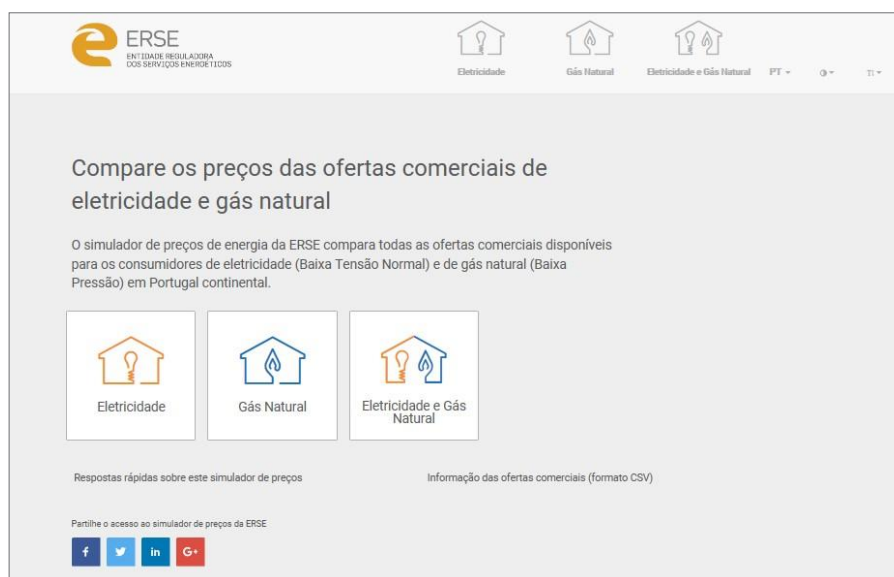 ERSE
ENTIDADE REGULADORA
DOS SERVIÇOS ENERGÉTICOS
Eletricidade
Gás Natural
Eletricidade e Gás Natural
PT
TI
Compare os preços das ofertas comerciais de
eletricidade e gás natural
O simulador de preços de energia da ERSE compara todas as ofertas comerciais disponíveis
para os consumidores de eletricidade (Baixa Tensão Normal) e de gás natural (Baixa
Pressão) em Portugal continental.
Eletricidade
Gás Natural
Eletricidade e Gás
Natural
Respostas rápidas sobre este simulador de preços
Informação das ofertas comerciais (formato CSV)
Partilhe o acesso ao simulador de preços da ERSE
f
in
G+